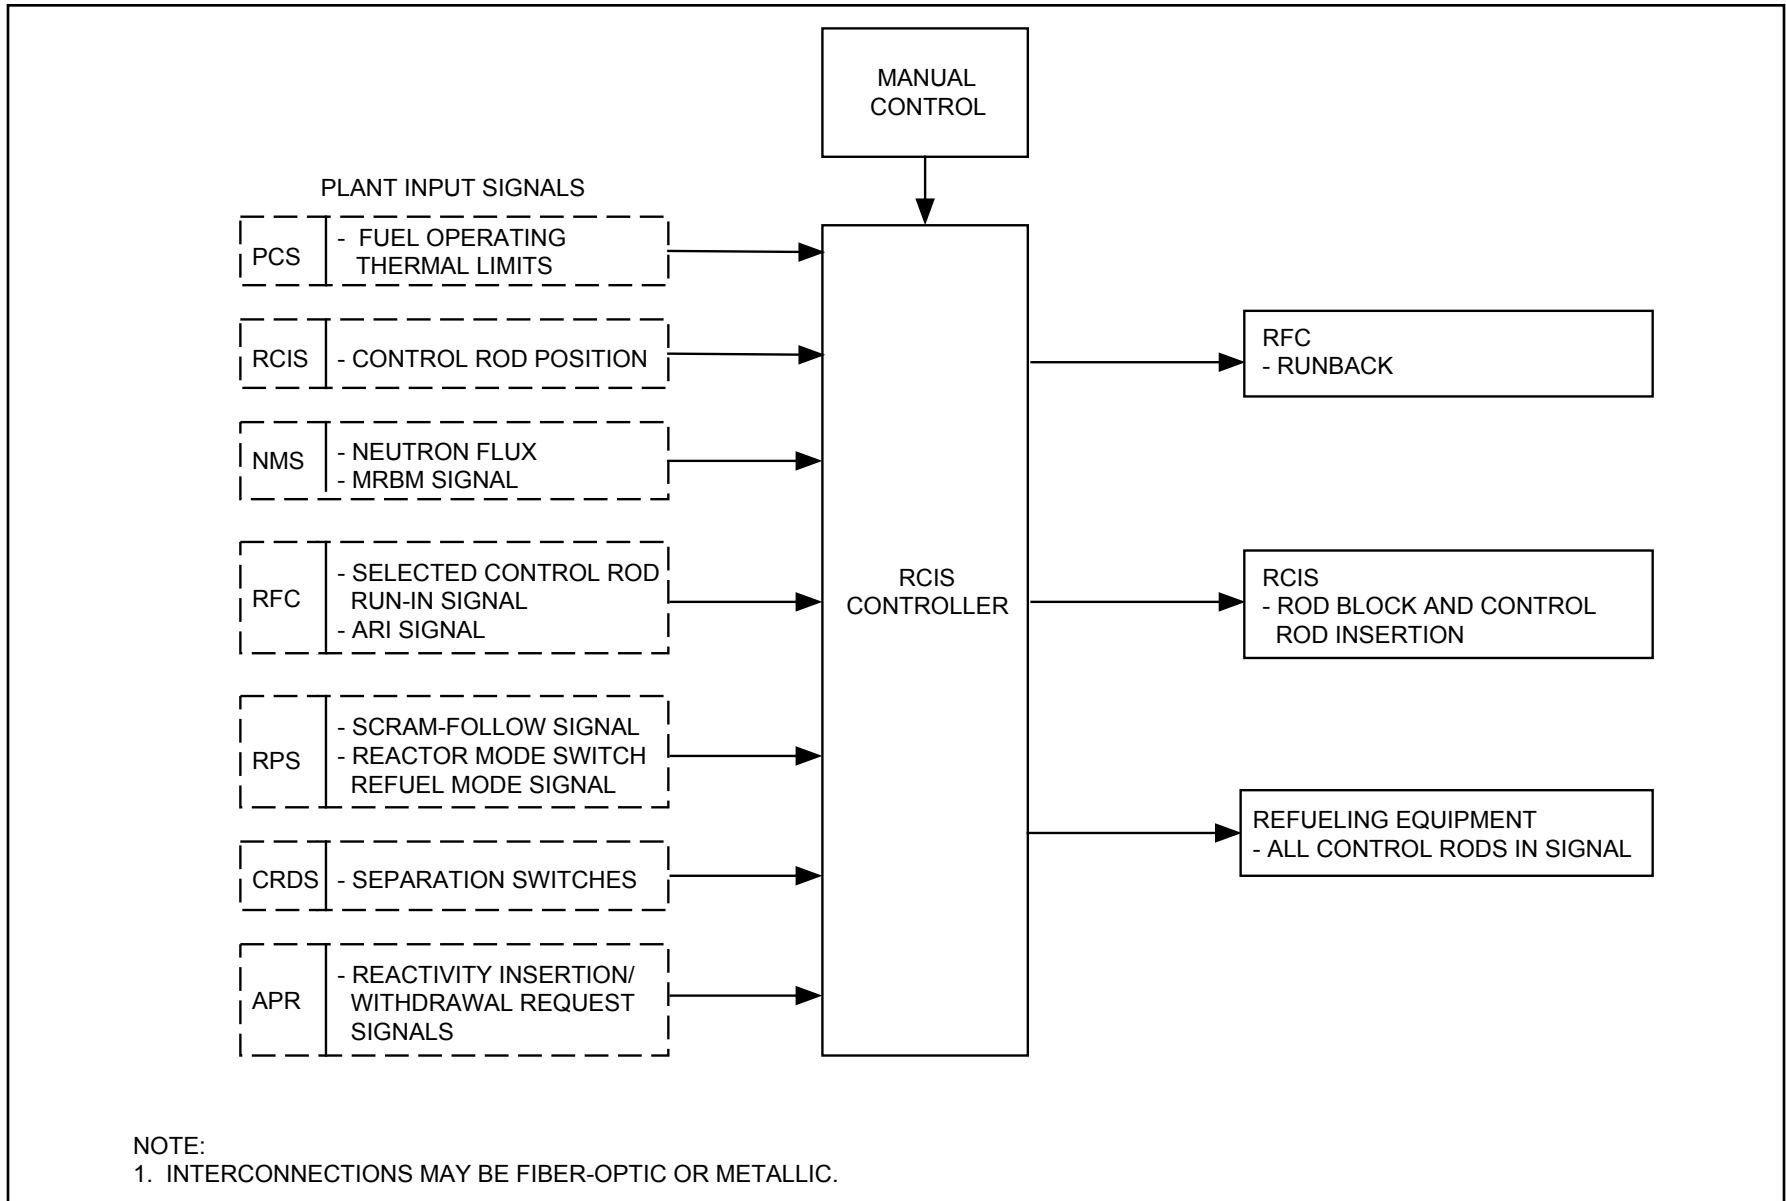 MANUAL
CONTROL
PLANT INPUT SIGNALS
PCS
- FUEL OPERATING
THERMAL LIMITS
RCIS
- CONTROL ROD POSITION
NMS
- NEUTRON FLUX
- MRBM SIGNAL
RFC
- SELECTED CONTROL ROD
RUN-IN SIGNAL
- ARI SIGNAL
RPS
- SCRAM-FOLLOW SIGNAL
- REACTOR MODE SWITCH
REFUEL MODE SIGNAL
CRDS
- SEPARATION SWITCHES
APR
- REACTIVITY INSERTION/
WITHDRAWAL REQUEST
SIGNALS
RCIS
CONTROLLER
RFC
- RUNBACK
RCIS
- ROD BLOCK AND CONTROL
ROD INSERTION
REFUELING EQUIPMENT
- ALL CONTROL RODS IN SIGNAL
NOTE:
1. INTERCONNECTIONS MAY BE FIBER-OPTIC OR METALLIC.